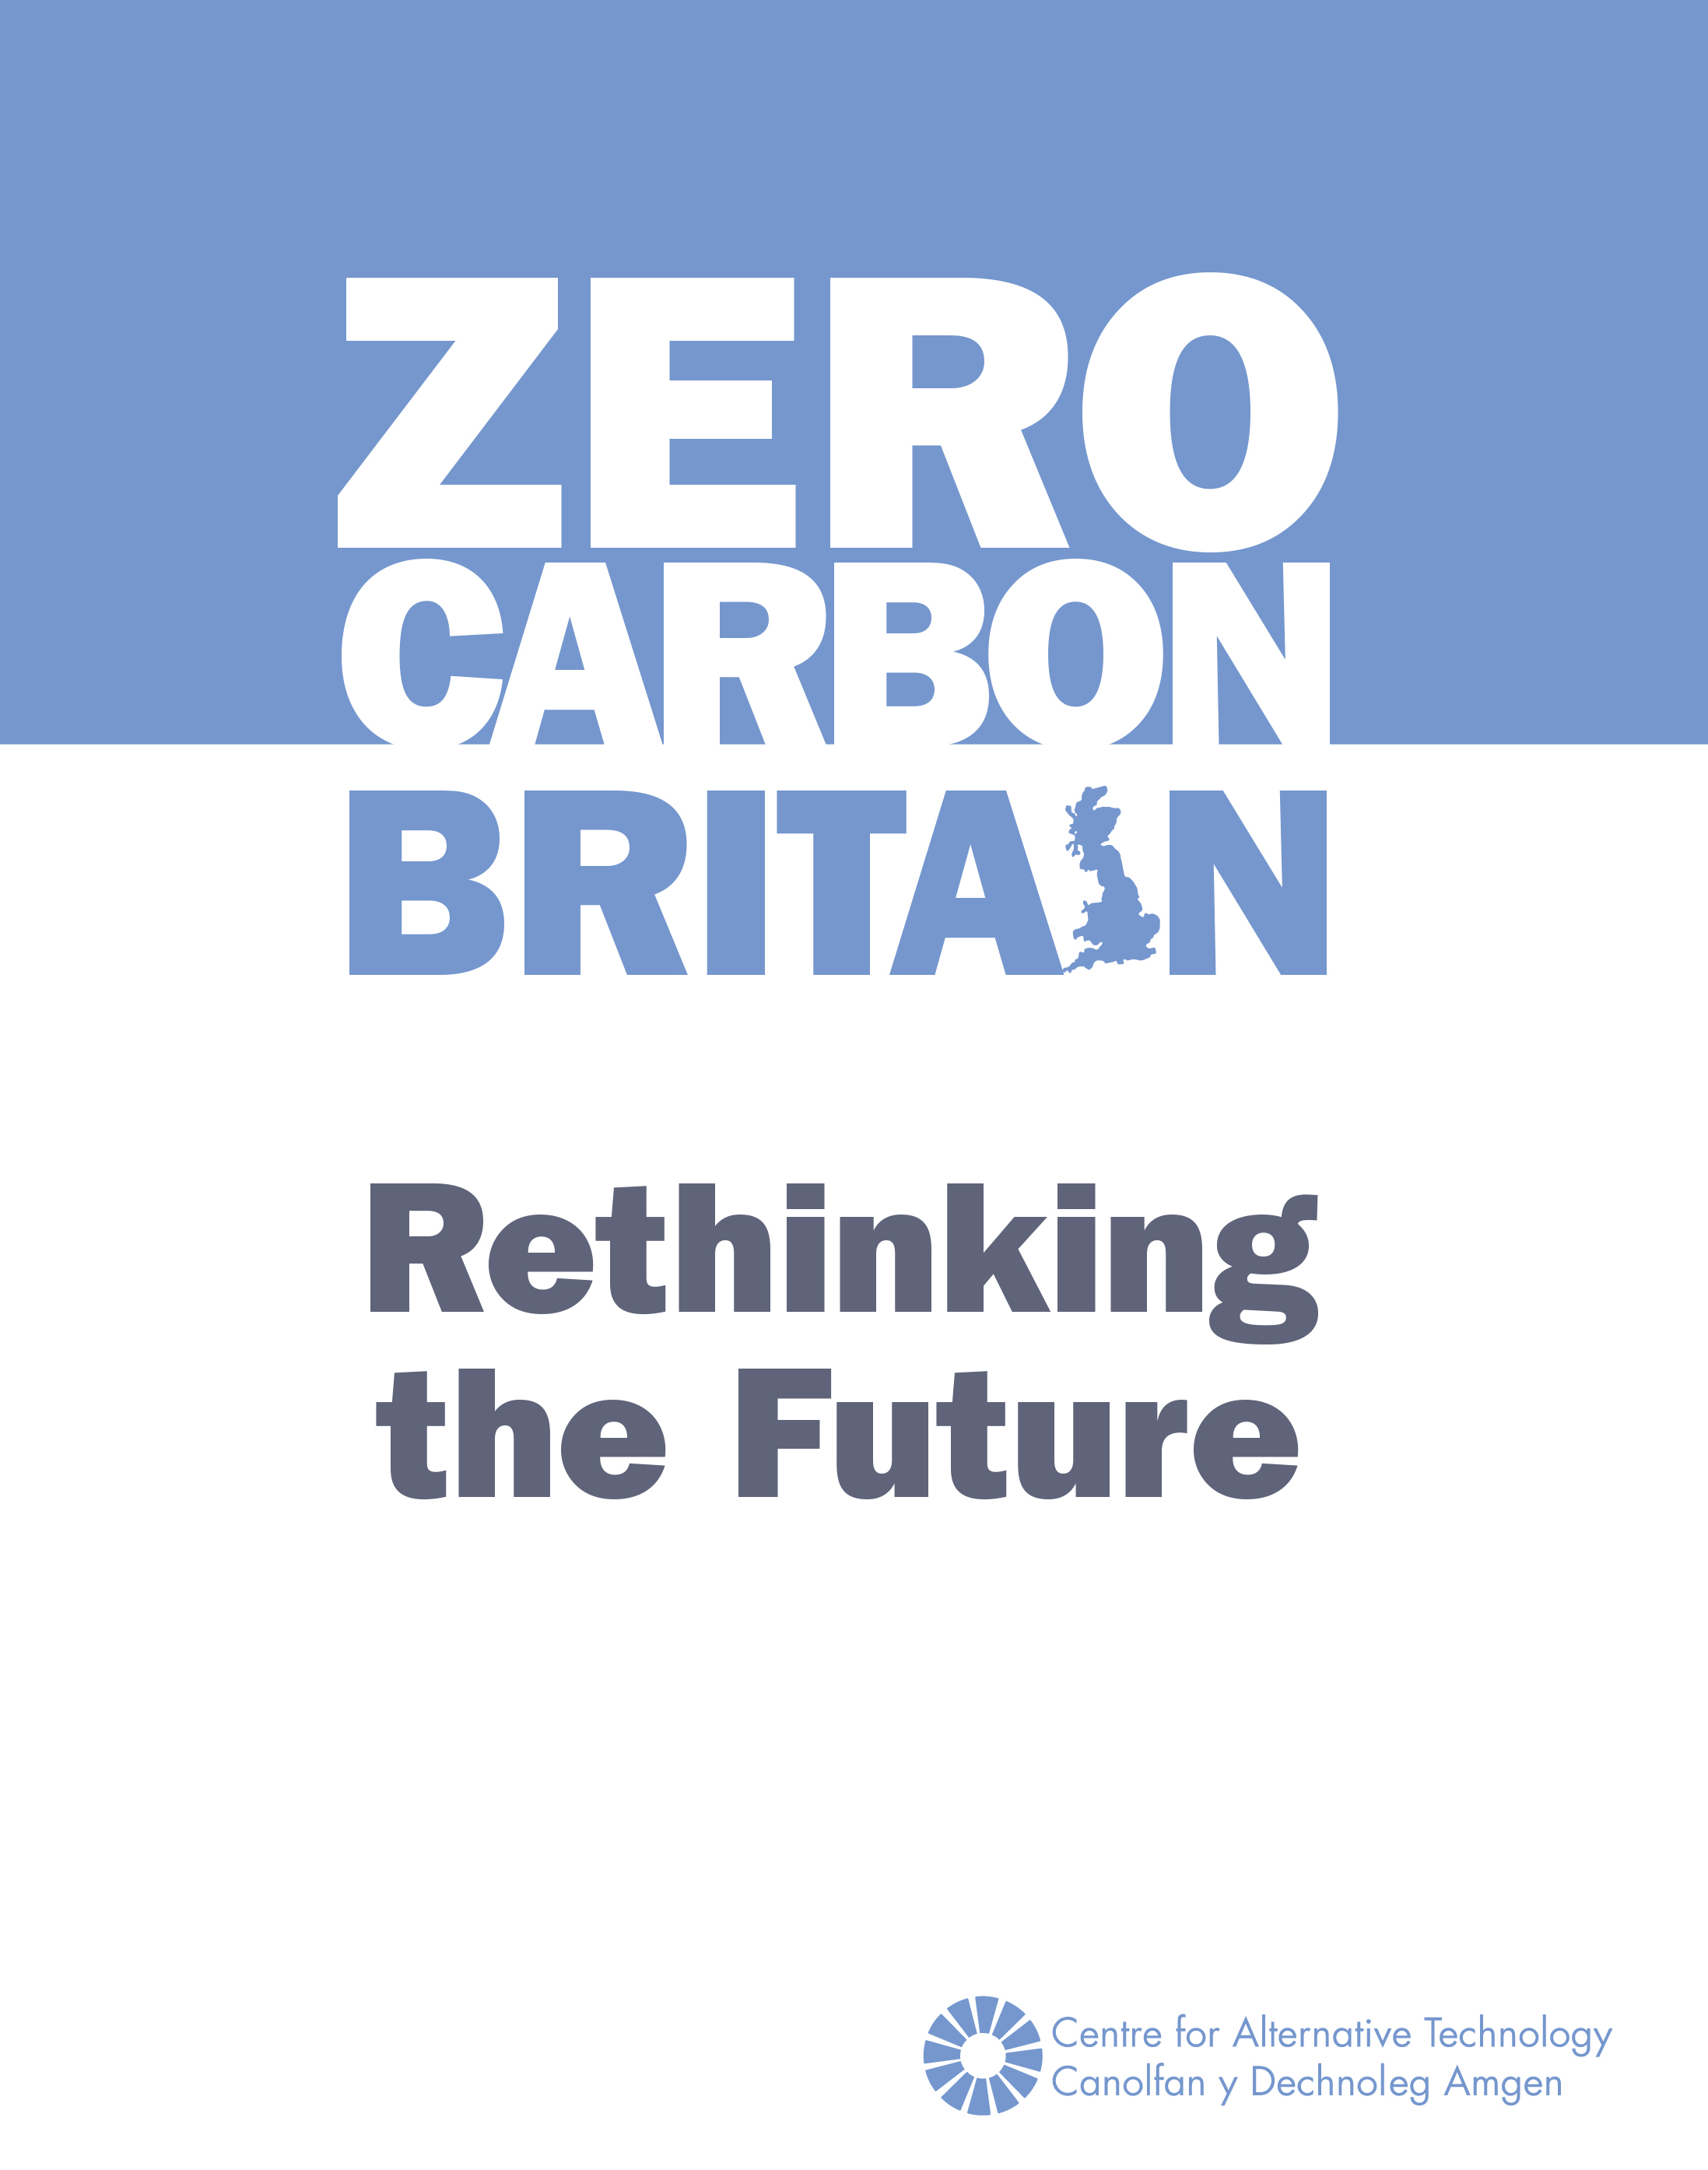 ZERO
CARBON
BRITAIN
Rethinking
the Future
Centre for Alternative Technology
Canolfan y Dechnoleg Amgen